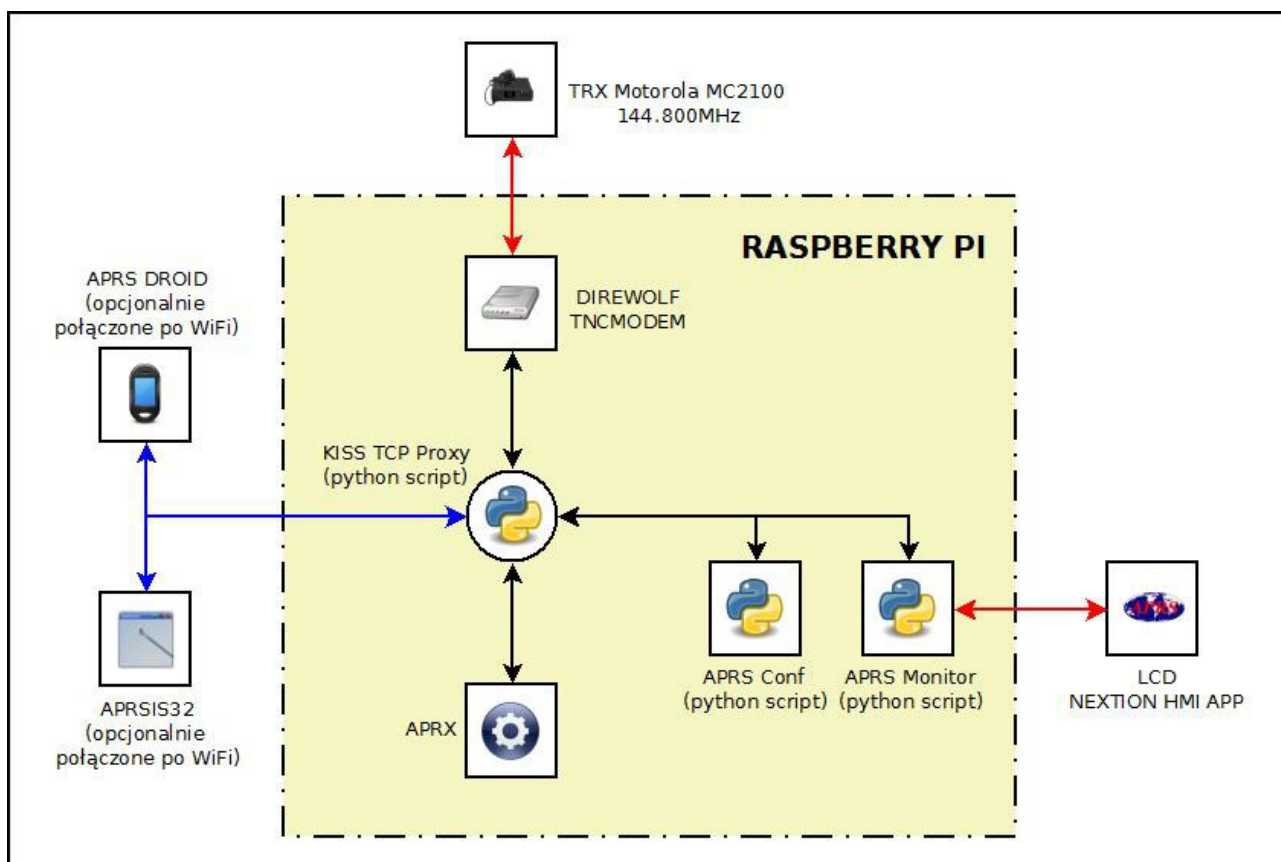 TRX Motorola MC2100
144.800MHz
RASPBERRY PI
APRS DROID
(opcjonalnie
połączone po WiFi)
DIREWOLF
TNCMODEM
KISS TCP Proxy
(python script)
APRS Conf
(python script)
APRS Monitor
(python script)
APRS
LCD
NEXTION HMI APP
APRSIS32
(opcjonalnie
połączone po WiFi)
APRX